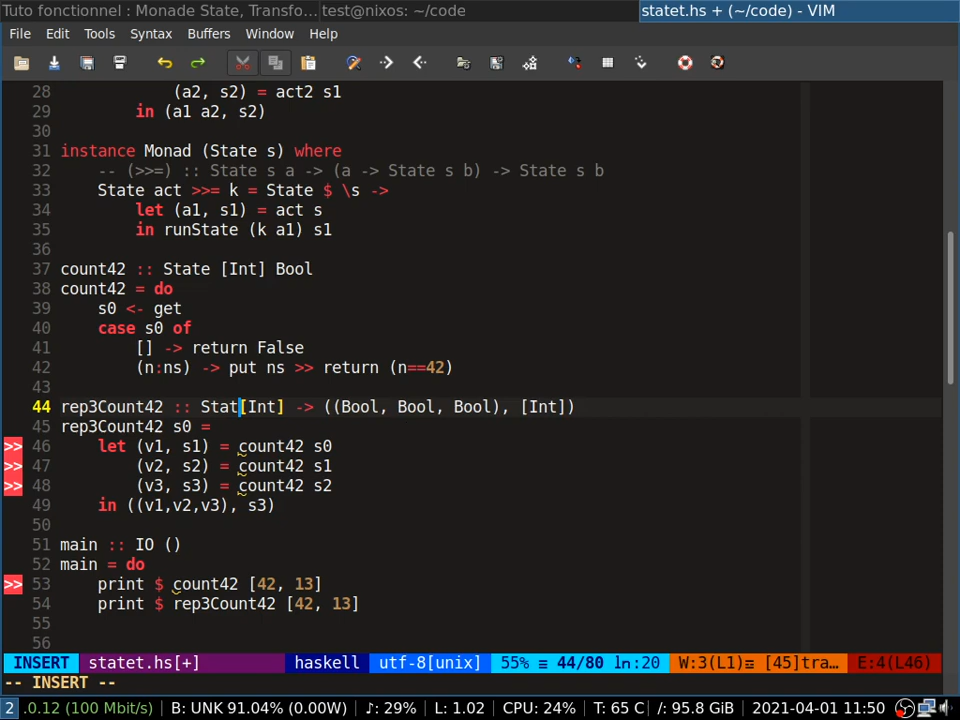 Tuto fonctionnel : Monade State, Transfo... test@nixos: ~/code statet.hs + (~/code) - VIM
File Edit Tools Syntax Buffers Window Help
28 (a2, s2) = act2 s1
29 in (a1 a2, s2)
30
31 instance Monad (State s) where
32 -- (>>=) :: State s a -> (a -> State s b) -> State s b
33 State act >>= k = State $ \s ->
34 let (a1, s1) = act s
35 in runState (k a1) s1
36
37 count42 :: State [Int] Bool
38 count42 = do
39 s0 <- get
40 case s0 of
41 [] -> return False
42 (n:ns) -> put ns >> return (n==42)
43
44 rep3Count42 :: Stat[Int] -> ((Bool, Bool, Bool), [Int])
45 rep3Count42 s0 =
>> 46 let (v1, s1) = count42 s0
>> 47 (v2, s2) = count42 s1
>> 48 (v3, s3) = count42 s2
49 in ((v1,v2,v3), s3)
50
51 main :: IO ()
52 main = do
>> 53 print $ count42 [42, 13]
54 print $ rep3Count42 [42, 13]
55
56
INSERT statet.hs[+] haskell utf-8[unix] 55% ≡ 44/80 ln:20 W:3(L1)≡ [45]tra… E:4(L46)
-- INSERT --
2 .0.12 (100 Mbit/s) B: UNK 91.04% (0.00W) ♪: 29% L: 1.02 CPU: 24% T: 65 C /: 95.8 GiB 2021-04-01 11:50